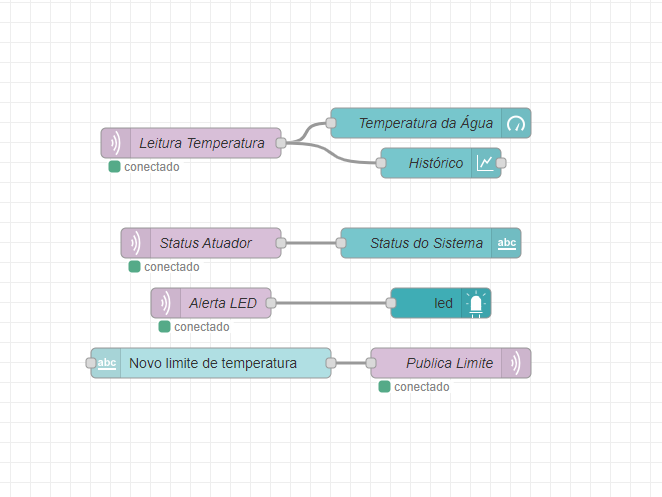 Temperatura da Água
Leitura Temperatura
conectado
Histórico
Status Atuador
conectado
Status do Sistema
abc
Alerta LED
conectado
led
abc
Novo limite de temperatura
Publica Limite
conectado